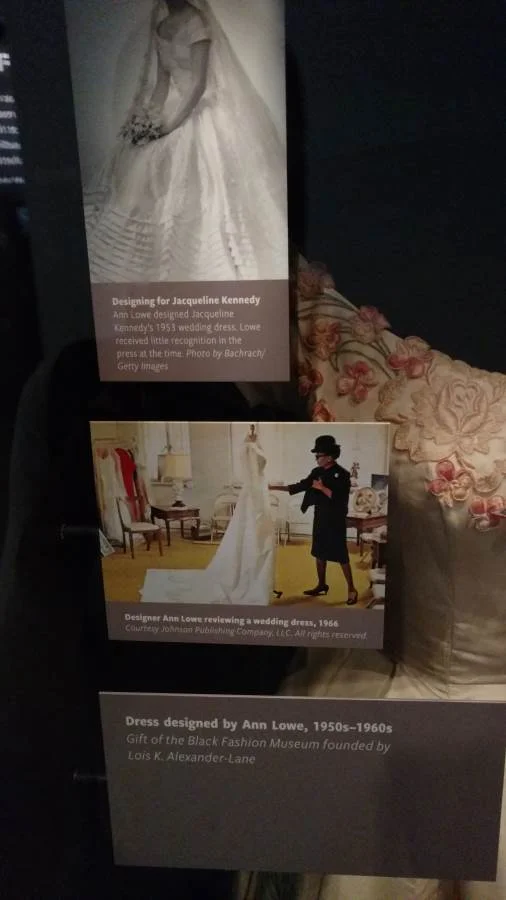 Designing for Jacqueline Kennedy
Ann Lowe designed Jacqueline
Kennedy's 1953 wedding dress. Lowe
received little recognition in the
press at the time. Photo by Bachrach/
Getty Images
Designer Ann Lowe reviewing a wedding dress, 1966
Courtesy Johnson Publishing Company, LLC. All rights reserved.
Dress designed by Ann Lowe, 1950s–1960s
Gift of the Black Fashion Museum founded by
Lois K. Alexander-Lane